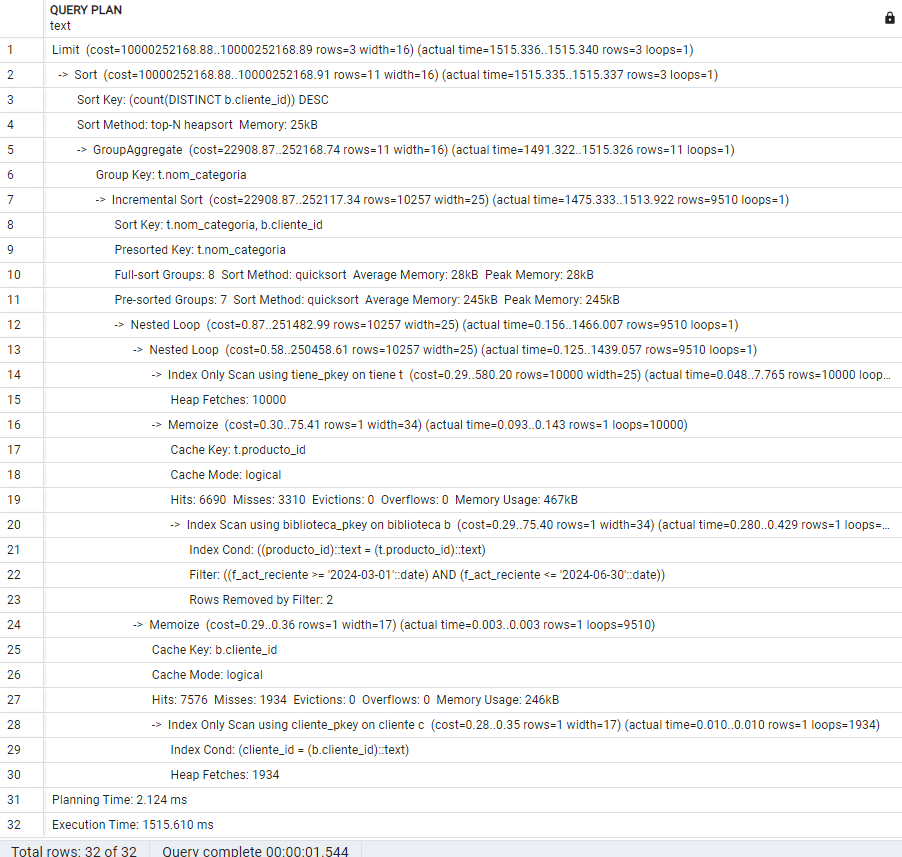 QUERY PLAN
text
1 Limit (cost=10000252168.88..10000252168.89 rows=3 width=16) (actual time=1515.336..1515.340 rows=3 loops=1)
2 -> Sort (cost=10000252168.88..10000252168.91 rows=11 width=16) (actual time=1515.335..1515.337 rows=3 loops=1)
3 Sort Key: (count(DISTINCT b.cliente_id)) DESC
4 Sort Method: top-N heapsort Memory: 25kB
5 -> GroupAggregate (cost=22908.87..252168.74 rows=11 width=16) (actual time=1491.322..1515.326 rows=11 loops=1)
6 Group Key: t.nom_categoria
7 -> Incremental Sort (cost=22908.87..252117.34 rows=10257 width=25) (actual time=1475.333..1513.922 rows=9510 loops=1)
8 Sort Key: t.nom_categoria, b.cliente_id
9 Presorted Key: t.nom_categoria
10 Full-sort Groups: 8 Sort Method: quicksort Average Memory: 28kB Peak Memory: 28kB
11 Pre-sorted Groups: 7 Sort Method: quicksort Average Memory: 245kB Peak Memory: 245kB
12 -> Nested Loop (cost=0.87..251482.99 rows=10257 width=25) (actual time=0.156..1466.007 rows=9510 loops=1)
13 -> Nested Loop (cost=0.58..250458.61 rows=10257 width=25) (actual time=0.125..1439.057 rows=9510 loops=1)
14 -> Index Only Scan using tiene_pkey on tiene t (cost=0.29..580.20 rows=10000 width=25) (actual time=0.048..7.765 rows=10000 loop...
15 Heap Fetches: 10000
16 -> Memoize (cost=0.30..75.41 rows=1 width=34) (actual time=0.093..0.143 rows=1 loops=10000)
17 Cache Key: t.producto_id
18 Cache Mode: logical
19 Hits: 6690 Misses: 3310 Evictions: 0 Overflows: 0 Memory Usage: 467kB
20 -> Index Scan using biblioteca_pkey on biblioteca b (cost=0.29..75.40 rows=1 width=34) (actual time=0.280..0.429 rows=1 loops=...
21 Index Cond: ((producto_id)::text = (t.producto_id)::text)
22 Filter: ((f_act_reciente >= '2024-03-01'::date) AND (f_act_reciente <= '2024-06-30'::date))
23 Rows Removed by Filter: 2
24 -> Memoize (cost=0.29..0.36 rows=1 width=17) (actual time=0.003..0.003 rows=1 loops=9510)
25 Cache Key: b.cliente_id
26 Cache Mode: logical
27 Hits: 7576 Misses: 1934 Evictions: 0 Overflows: 0 Memory Usage: 246kB
28 -> Index Only Scan using cliente_pkey on cliente c (cost=0.28..0.35 rows=1 width=17) (actual time=0.010..0.010 rows=1 loops=1934)
29 Index Cond: (cliente_id = (b.cliente_id)::text)
30 Heap Fetches: 1934
31 Planning Time: 2.124 ms
32 Execution Time: 1515.610 ms
Total rows: 32 of 32 Query complete 00:00:01.544